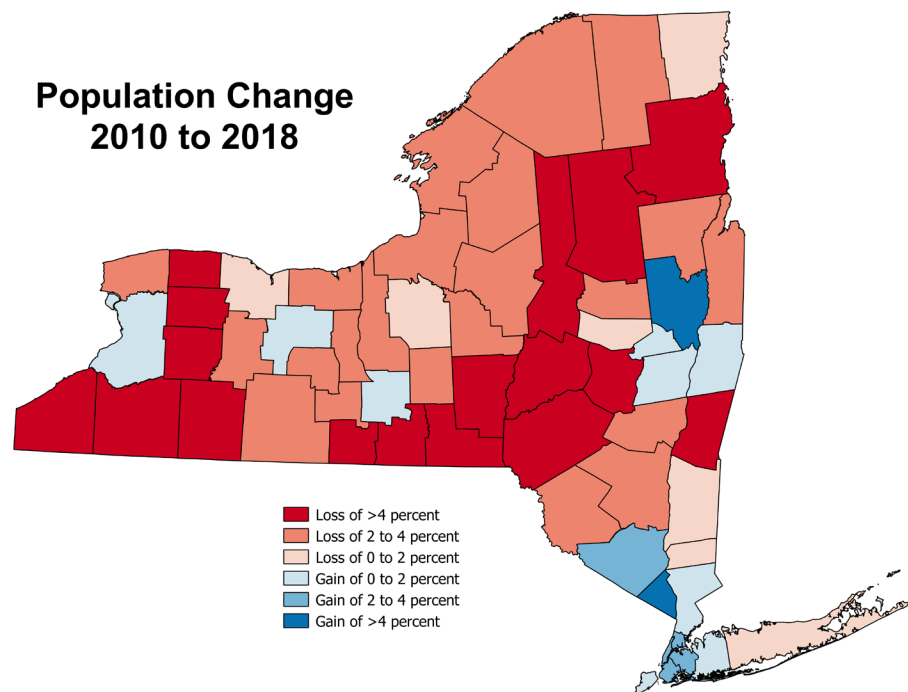 Population Change
2010 to 2018
Loss of >4 percent
Loss of 2 to 4 percent
Loss of 0 to 2 percent
Gain of 0 to 2 percent
Gain of 2 to 4 percent
Gain of >4 percent